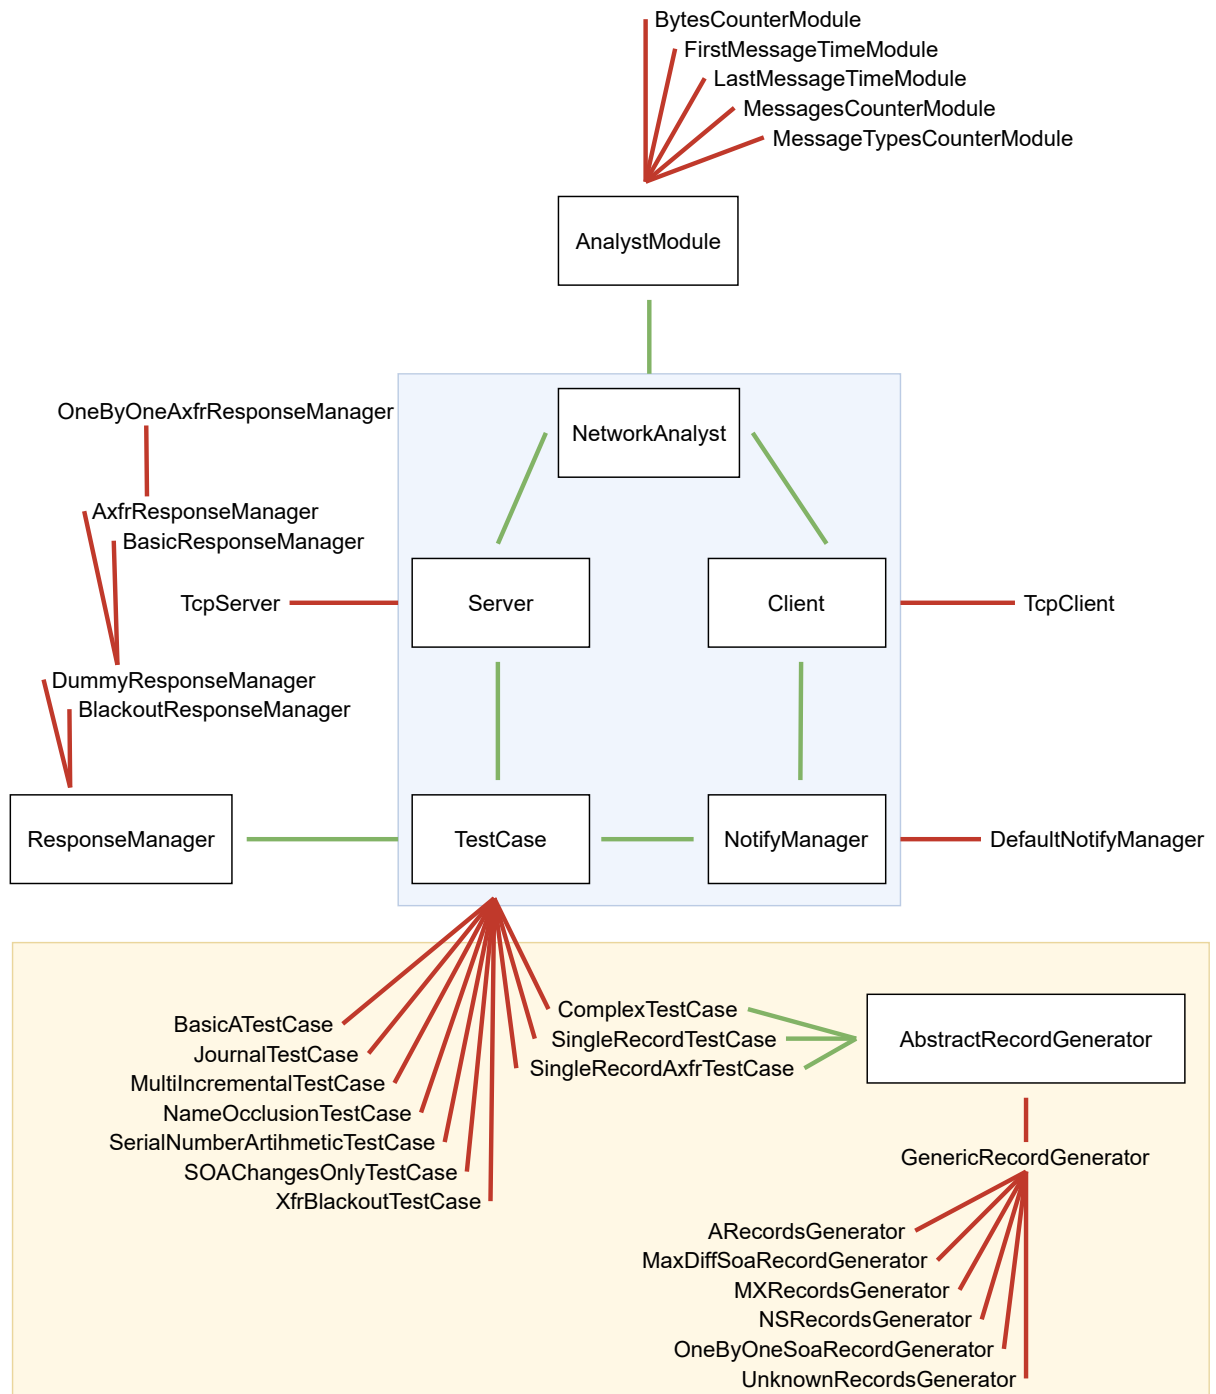 BytesCounterModule
FirstMessageTimeModule
LastMessageTimeModule
MessagesCounterModule
MessageTypesCounterModule
AnalystModule
OneByOneAxfrResponseManager
NetworkAnalyst
AxfrResponseManager
BasicResponseManager
TcpServer
Server
Client
TcpClient
DummyResponseManager
BlackoutResponseManager
ResponseManager
TestCase
NotifyManager
DefaultNotifyManager
ComplexTestCase
SingleRecordTestCase
SingleRecordAxfrTestCase
AbstractRecordGenerator
BasicATestCase
JournalTestCase
MultiIncrementalTestCase
NameOcclusionTestCase
SerialNumberArtihmeticTestCase
SOAChangesOnlyTestCase
XfrBlackoutTestCase
GenericRecordGenerator
ARecordsGenerator
MaxDiffSoaRecordGenerator
MXRecordsGenerator
NSRecordsGenerator
OneByOneSoaRecordGenerator
UnknownRecordsGenerator